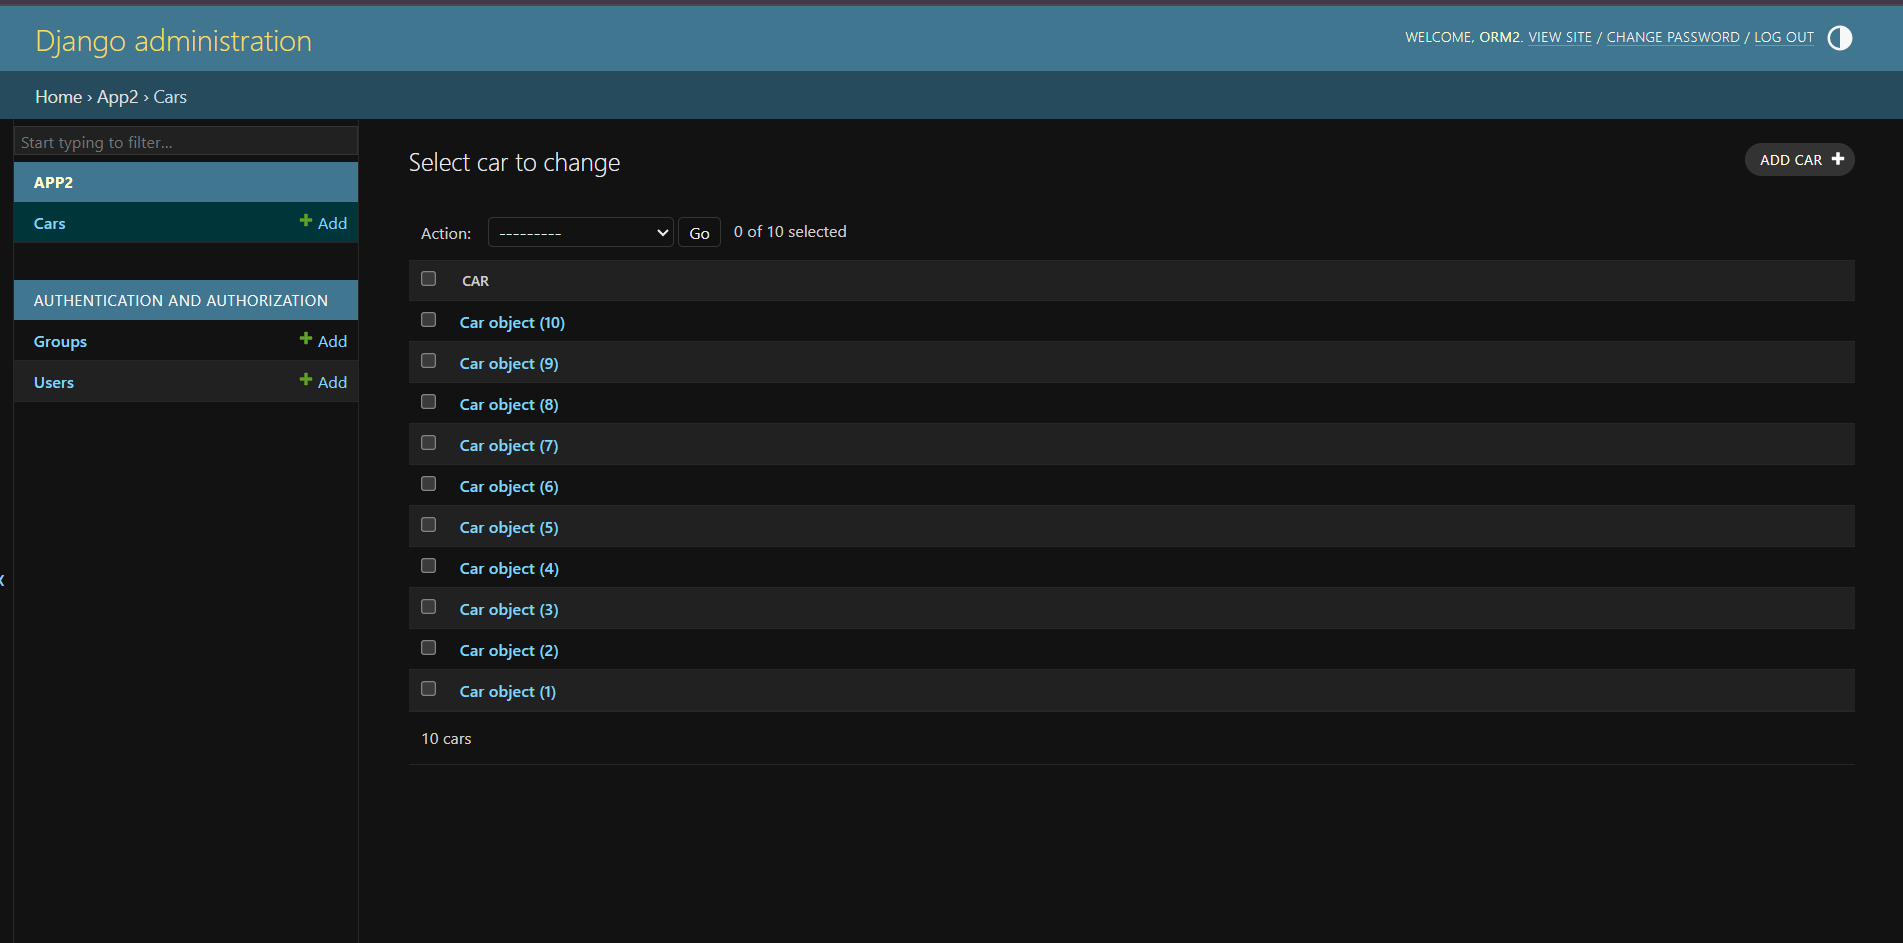 Django administration
WELCOME, ORM2. VIEW SITE / CHANGE PASSWORD / LOG OUT
Home › App2 › Cars
Start typing to filter...
APP2
Cars
Add
AUTHENTICATION AND AUTHORIZATION
Groups
Add
Users
Add
Select car to change
ADD CAR
Action: --------- Go 0 of 10 selected
CAR
Car object (10)
Car object (9)
Car object (8)
Car object (7)
Car object (6)
Car object (5)
Car object (4)
Car object (3)
Car object (2)
Car object (1)
10 cars